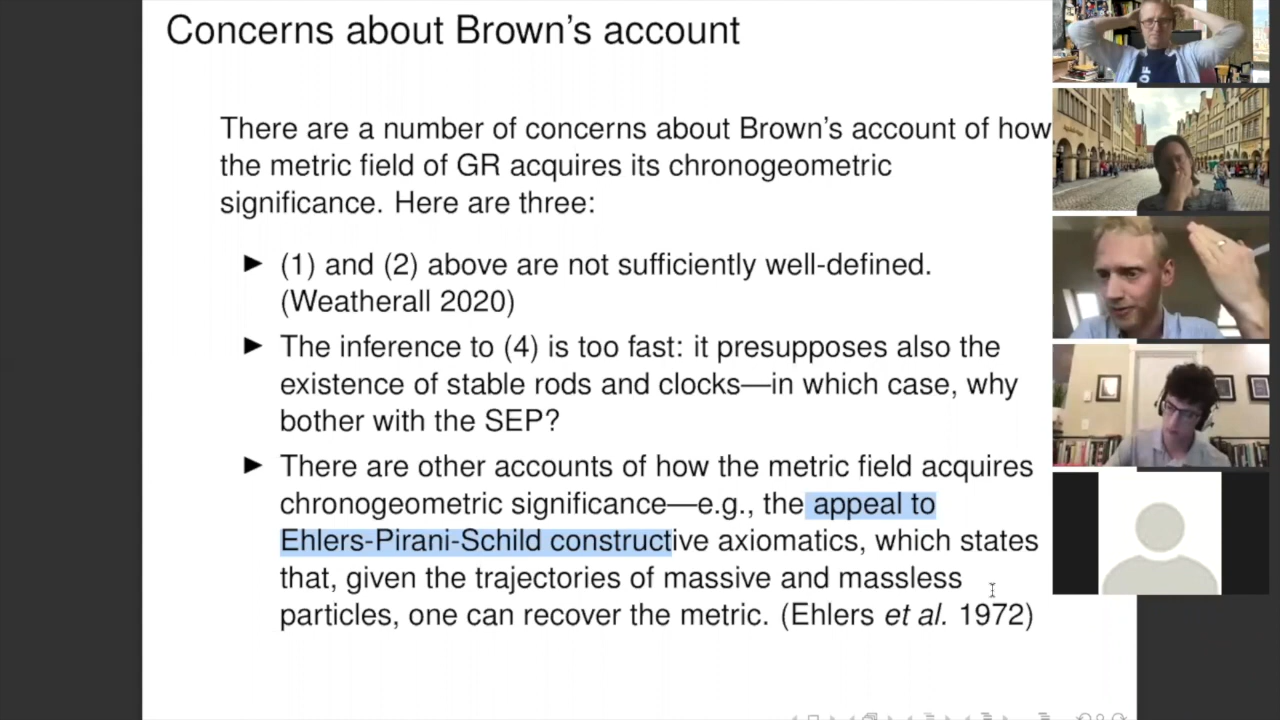 Concerns about Brown's account
There are a number of concerns about Brown's account of how
the metric field of GR acquires its chronogeometric
significance. Here are three:
► (1) and (2) above are not sufficiently well-defined.
(Weatherall 2020)
► The inference to (4) is too fast: it presupposes also the
existence of stable rods and clocks—in which case, why
bother with the SEP?
► There are other accounts of how the metric field acquires
chronogeometric significance—e.g., the appeal to
Ehlers-Pirani-Schild constructive axiomatics, which states
that, given the trajectories of massive and massless
particles, one can recover the metric. (Ehlers et al. 1972)